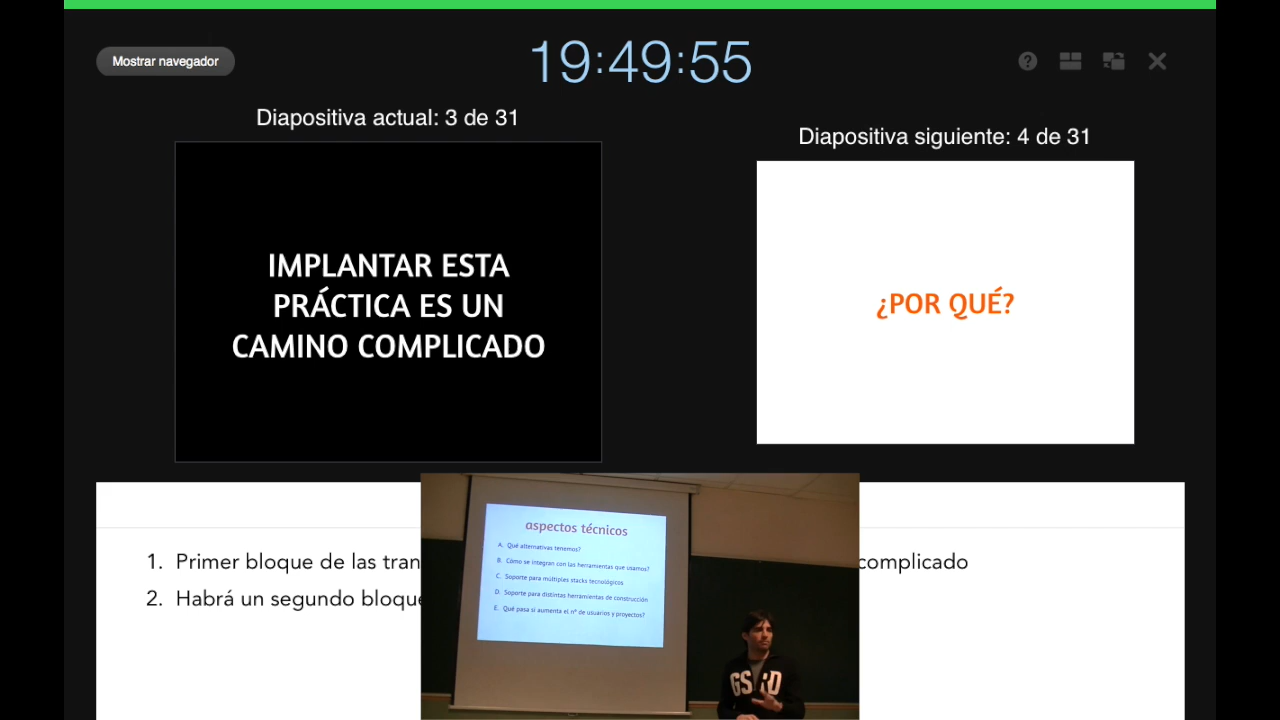 Mostrar navegador
19:49:55
Diapositiva actual: 3 de 31
Diapositiva siguiente: 4 de 31
IMPLANTAR ESTA
PRÁCTICA ES UN
CAMINO COMPLICADO
¿POR QUÉ?
1. Primer bloque de las tran
complicado
2. Habrá un segundo bloque
aspectos técnicos
A. Qué alternativas tenemos?
B. Cómo se integran con las herramientas que usamos?
C. Soporte para múltiples stacks tecnológicos
D. Soporte para distintas herramientas de construcción
E. Qué pasa si aumenta el nº de usuarios y proyectos?